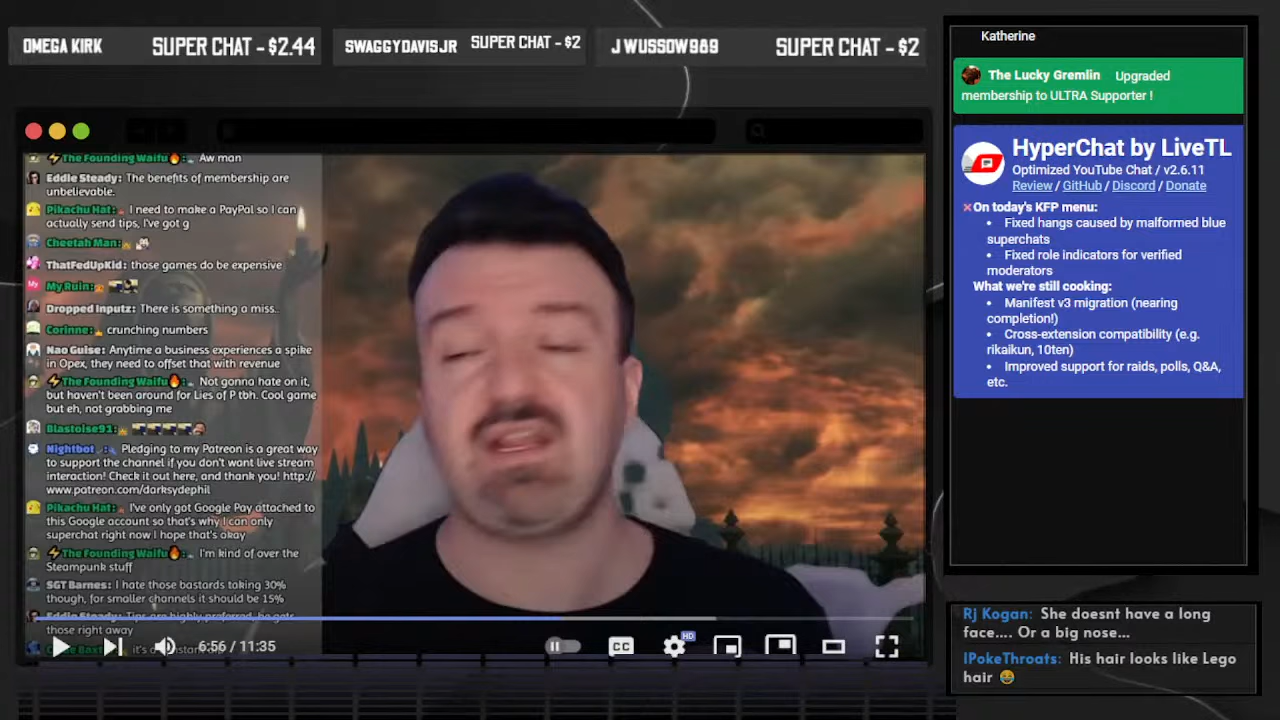 OMEGA KIRK SUPER CHAT - $2.44
SWAGGYDAVISJR SUPER CHAT - $2
J WUSSOW989 SUPER CHAT - $2
⚡The Founding Waifu🔥: Aw man
Eddie Steady: The benefits of membership are
unbelievable.
Pikachu Hat: I need to make a PayPal so I can
actually send tips, I've got g
Cheetah Man:
ThatFedUpKid: those games do be expensive
My Ruin:
Dropped Inputz: There is something a miss..
Corinne: crunching numbers
Nao Guise: Anytime a business experiences a spike
in Opex, they need to offset that with revenue
⚡The Founding Waifu🔥: Not gonna hate on it,
but haven't been around for Lies of P tbh. Cool game
but eh, not grabbing me
Blastoise91:
Nightbot: Pledging to my Patreon is a great way
to support the channel if you don't want live stream
interaction! Check it out here, and thank you! http://
www.patreon.com/darksydephil
Pikachu Hat: I've only got Google Pay attached to
this Google account so that's why I can only
superchat right now I hope that's okay
⚡The Founding Waifu🔥: I'm kind of over the
Steampunk stuff
SGT Barnes: I hate those bastards taking 30%
though, for smaller channels it should be 15%
Eddie Steady: Tips are highly preferred, he gets
those right away
it's
6:56 / 11:35
CC
HD
Katherine
The Lucky Gremlin Upgraded
membership to ULTRA Supporter !
HyperChat by LiveTL
Optimized YouTube Chat / v2.6.11
Review / GitHub / Discord / Donate
❌On today's KFP menu:
• Fixed hangs caused by malformed blue
superchats
• Fixed role indicators for verified
moderators
What we're still cooking:
• Manifest v3 migration (nearing
completion!)
• Cross-extension compatibility (e.g.
rikaikun, 10ten)
• Improved support for raids, polls, Q&A,
etc.
Rj Kogan: She doesnt have a long
face.... Or a big nose...
IPokeThroats: His hair looks like Lego
hair 😂